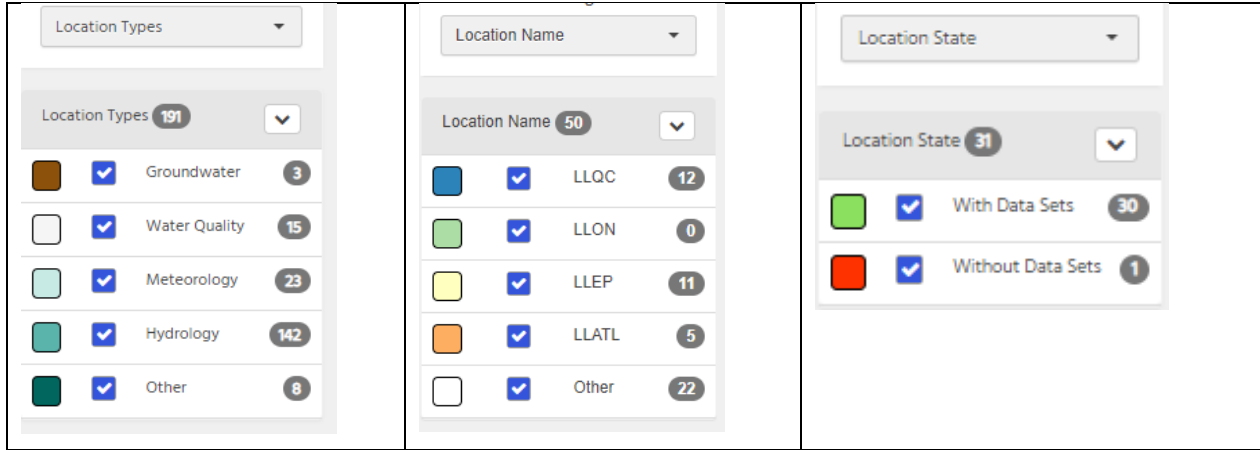 Location Types
Location Types 191
Groundwater 3
Water Quality 15
Meteorology 23
Hydrology 142
Other 8
Location Name
Location Name 50
LLQC 12
LLON 0
LLEP 11
LLATL 5
Other 22
Location State
Location State 31
With Data Sets 30
Without Data Sets 1